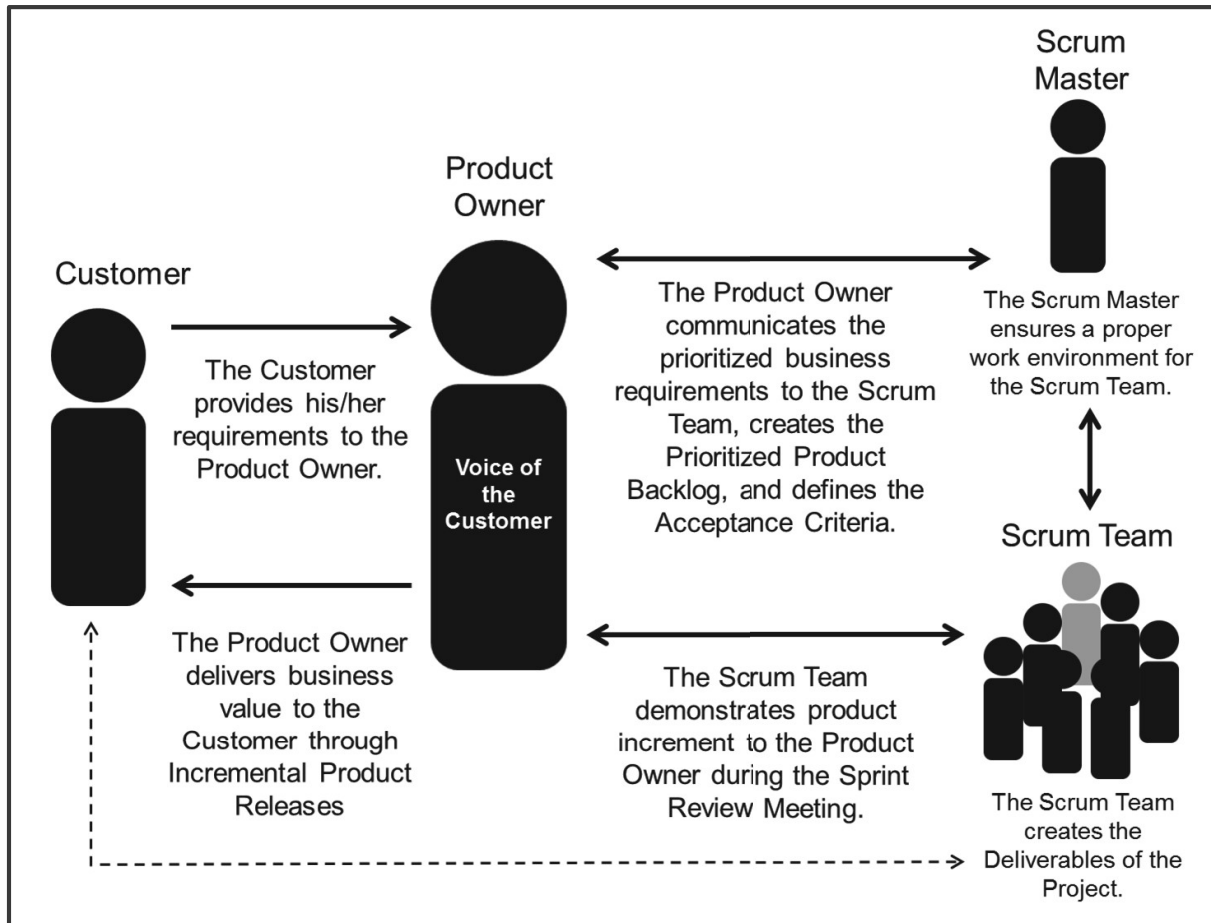 Scrum
Master
Product
Owner
Customer
The Customer
provides his/her
requirements to the
Product Owner.
Voice of
the
Customer
The Product Owner
communicates the
prioritized business
requirements to the Scrum
Team, creates the
Prioritized Product
Backlog, and defines the
Acceptance Criteria.
The Scrum Master
ensures a proper
work environment for
the Scrum Team.
Scrum Team
The Product Owner
delivers business
value to the
Customer through
Incremental Product
Releases
The Scrum Team
demonstrates product
increment to the Product
Owner during the Sprint
Review Meeting.
The Scrum Team
creates the
Deliverables of the
Project.